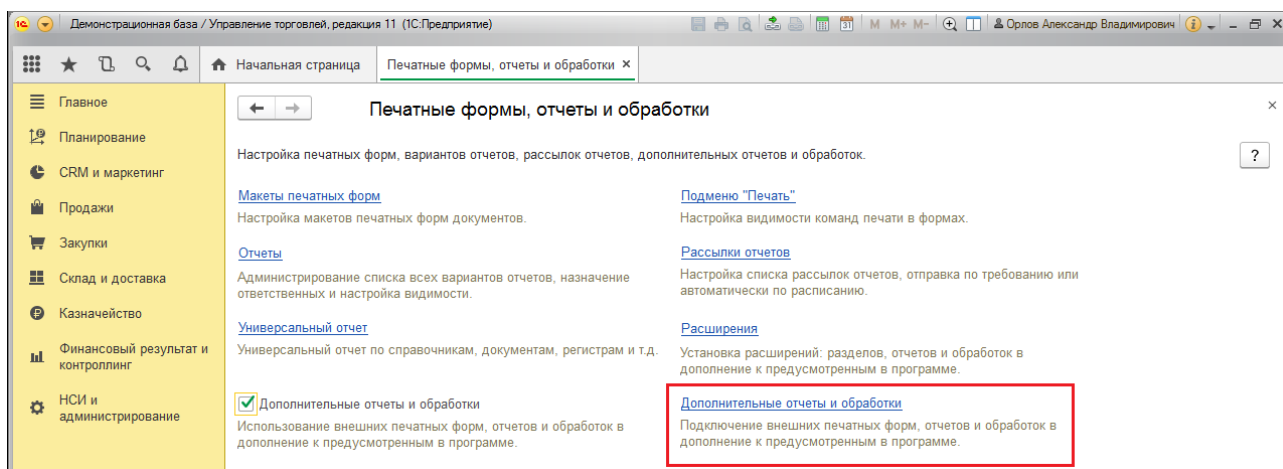 Демонстрационная база / Управление торговлей, редакция 11 (1С:Предприятие)
M M+ M- Орлов Александр Владимирович
Начальная страница
Печатные формы, отчеты и обработки ×
Главное
Планирование
CRM и маркетинг
Продажи
Закупки
Склад и доставка
Казначейство
Финансовый результат и
контроллинг
НСИ и
администрирование
Печатные формы, отчеты и обработки
Настройка печатных форм, вариантов отчетов, рассылок отчетов, дополнительных отчетов и обработок.
?
Макеты печатных форм
Настройка макетов печатных форм документов.
Подменю "Печать"
Настройка видимости команд печати в формах.
Отчеты
Администрирование списка всех вариантов отчетов, назначение
ответственных и настройка видимости.
Рассылки отчетов
Настройка списка рассылок отчетов, отправка по требованию или
автоматически по расписанию.
Универсальный отчет
Универсальный отчет по справочникам, документам, регистрам и т.д.
Расширения
Установка расширений: разделов, отчетов и обработок в
дополнение к предусмотренным в программе.
Дополнительные отчеты и обработки
Использование внешних печатных форм, отчетов и обработок в
дополнение к предусмотренным в программе.
Дополнительные отчеты и обработки
Подключение внешних печатных форм, отчетов и обработок в
дополнение к предусмотренным в программе.